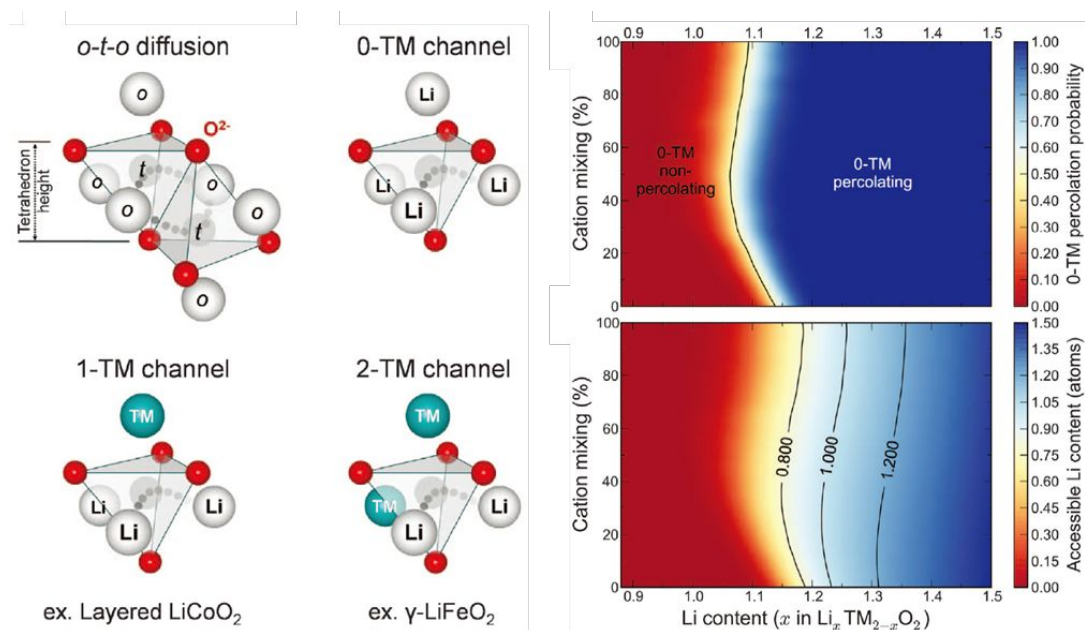 o-t-o diffusion
o
O²⁻
Tetrahedron
height
t
o
o
o
o
t
o
0-TM channel
Li
Li
Li
Li
1-TM channel
TM
Li
Li
Li
ex. Layered LiCoO₂
2-TM channel
TM
TM
Li
Li
ex. γ-LiFeO₂
0.9 1.0 1.1 1.2 1.3 1.4 1.5
Cation mixing (%)
100
80
60
40
20
0
0-TM
non-
percolating
0-TM
percolating
1.00
0.90
0.80
0.70
0.60
0.50
0.40
0.30
0.20
0.10
0.00
0-TM percolation probability
Cation mixing (%)
100
80
60
40
20
0
0.800
1.000
1.200
1.50
1.35
1.20
1.05
0.90
0.75
0.60
0.45
0.30
0.15
0.00
Accessible Li content (atoms)
0.9 1.0 1.1 1.2 1.3 1.4 1.5
Li content (x in LiₓTM₂₋ₓO₂)